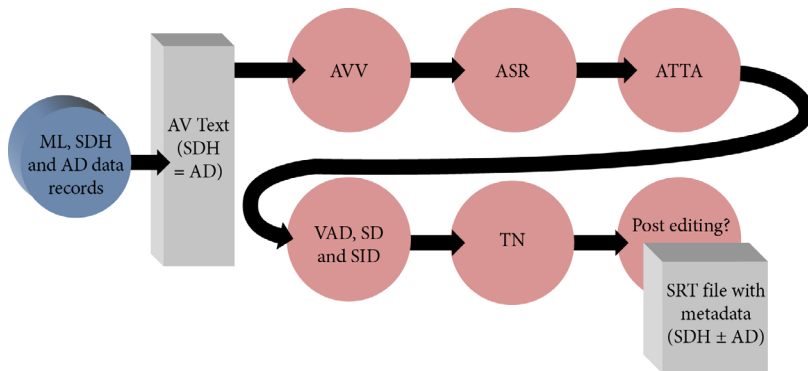 ML, SDH
and AD data
records
AV Text
(SDH
= AD)
AVV
ASR
ATTA
VAD, SD
and SID
TN
Post editing?
SRT file with
metadata
(SDH ± AD)